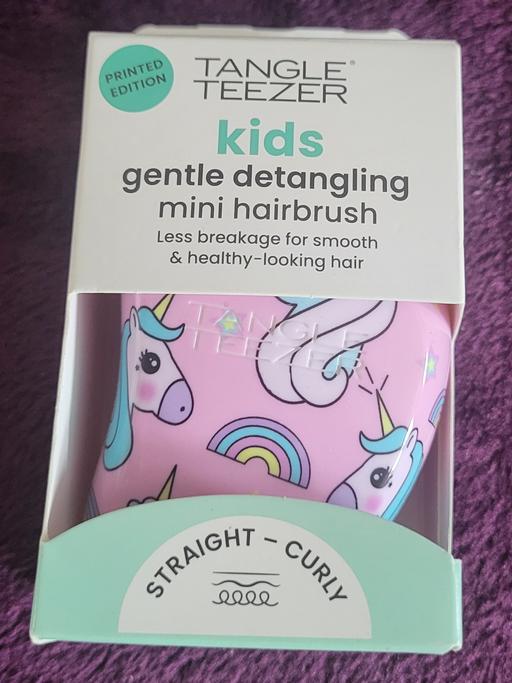 PRINTED
EDITION
TANGLE®
TEEZER
kids
gentle detangling
mini hairbrush
Less breakage for smooth
& healthy-looking hair
TANGLE
TEEZER
STRAIGHT – CURLY